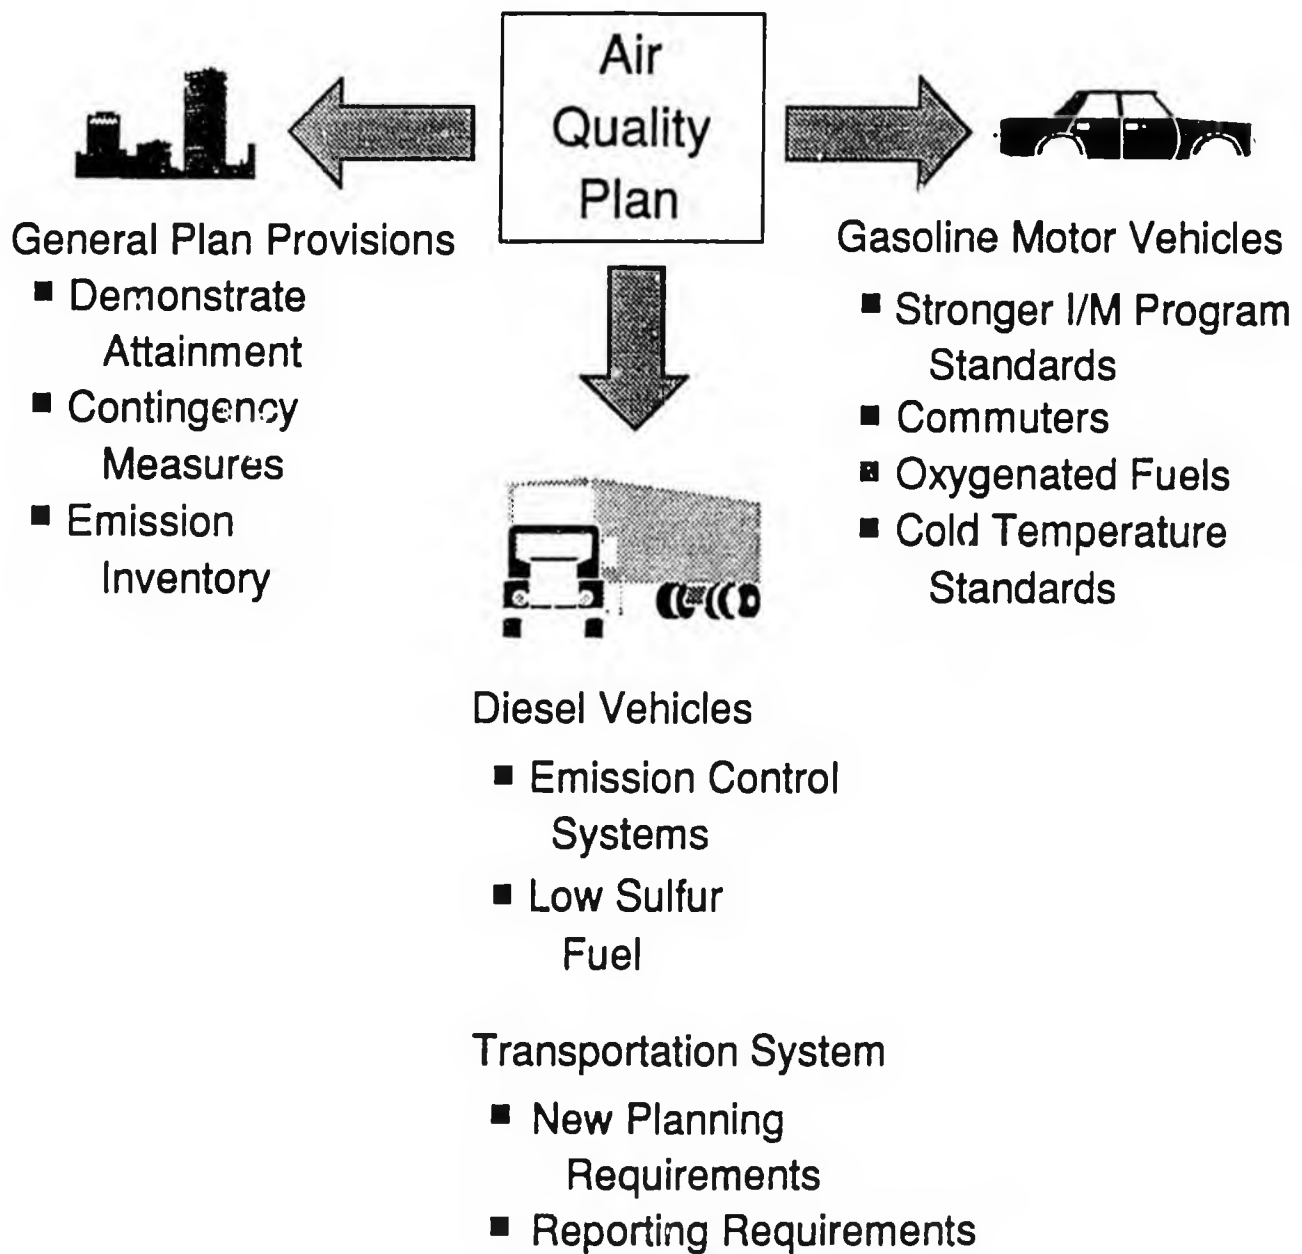 Air
Quality
Plan
General Plan Provisions
■ Demonstrate
Attainment
■ Contingency
Measures
■ Emission
Inventory
Gasoline Motor Vehicles
■ Stronger I/M Program
Standards
■ Commuters
■ Oxygenated Fuels
■ Cold Temperature
Standards
Diesel Vehicles
■ Emission Control
Systems
■ Low Sulfur
Fuel
Transportation System
■ New Planning
Requirements
■ Reporting Requirements